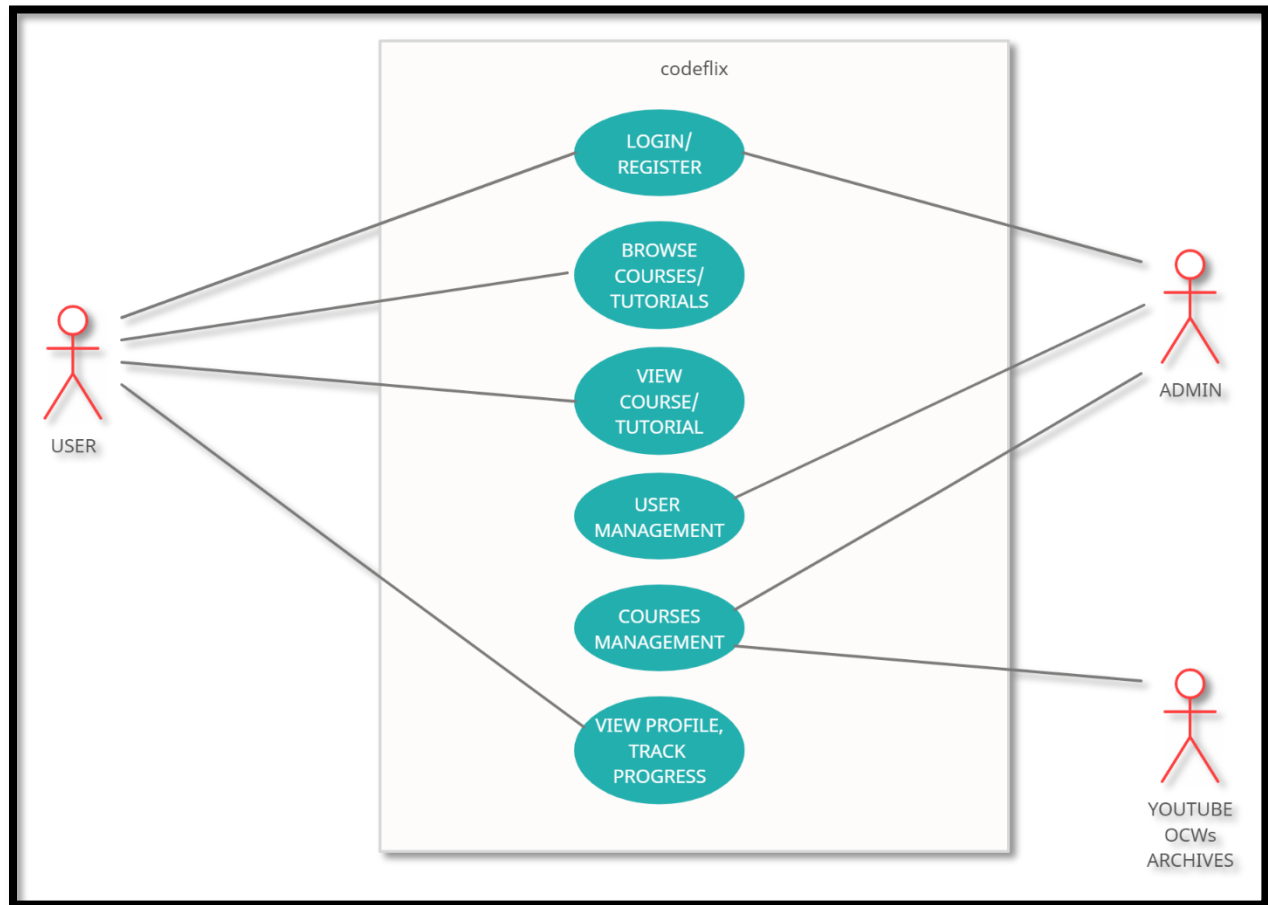 codeflix
LOGIN/
REGISTER
BROWSE
COURSES/
TUTORIALS
VIEW
COURSE/
TUTORIAL
USER
MANAGEMENT
COURSES
MANAGEMENT
VIEW PROFILE,
TRACK
PROGRESS
USER
ADMIN
YOUTUBE
OCWs
ARCHIVES